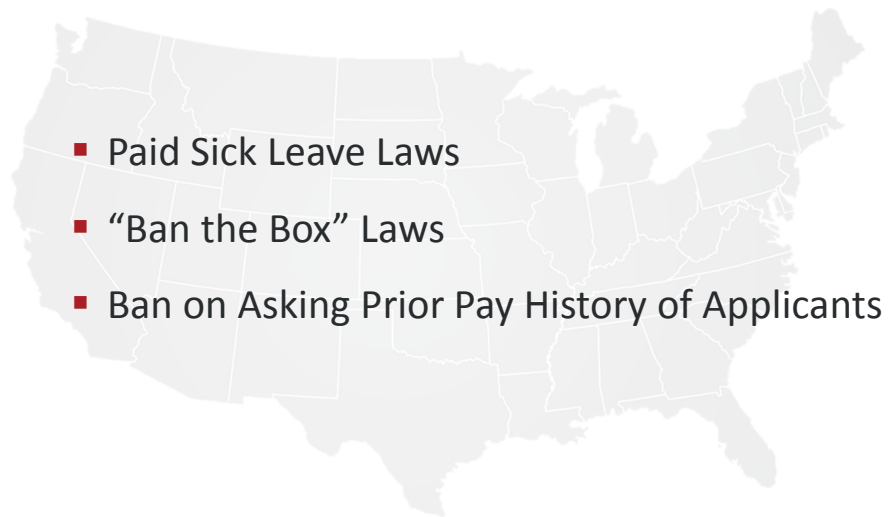 ▪ Paid Sick Leave Laws
▪ “Ban the Box” Laws
▪ Ban on Asking Prior Pay History of Applicants